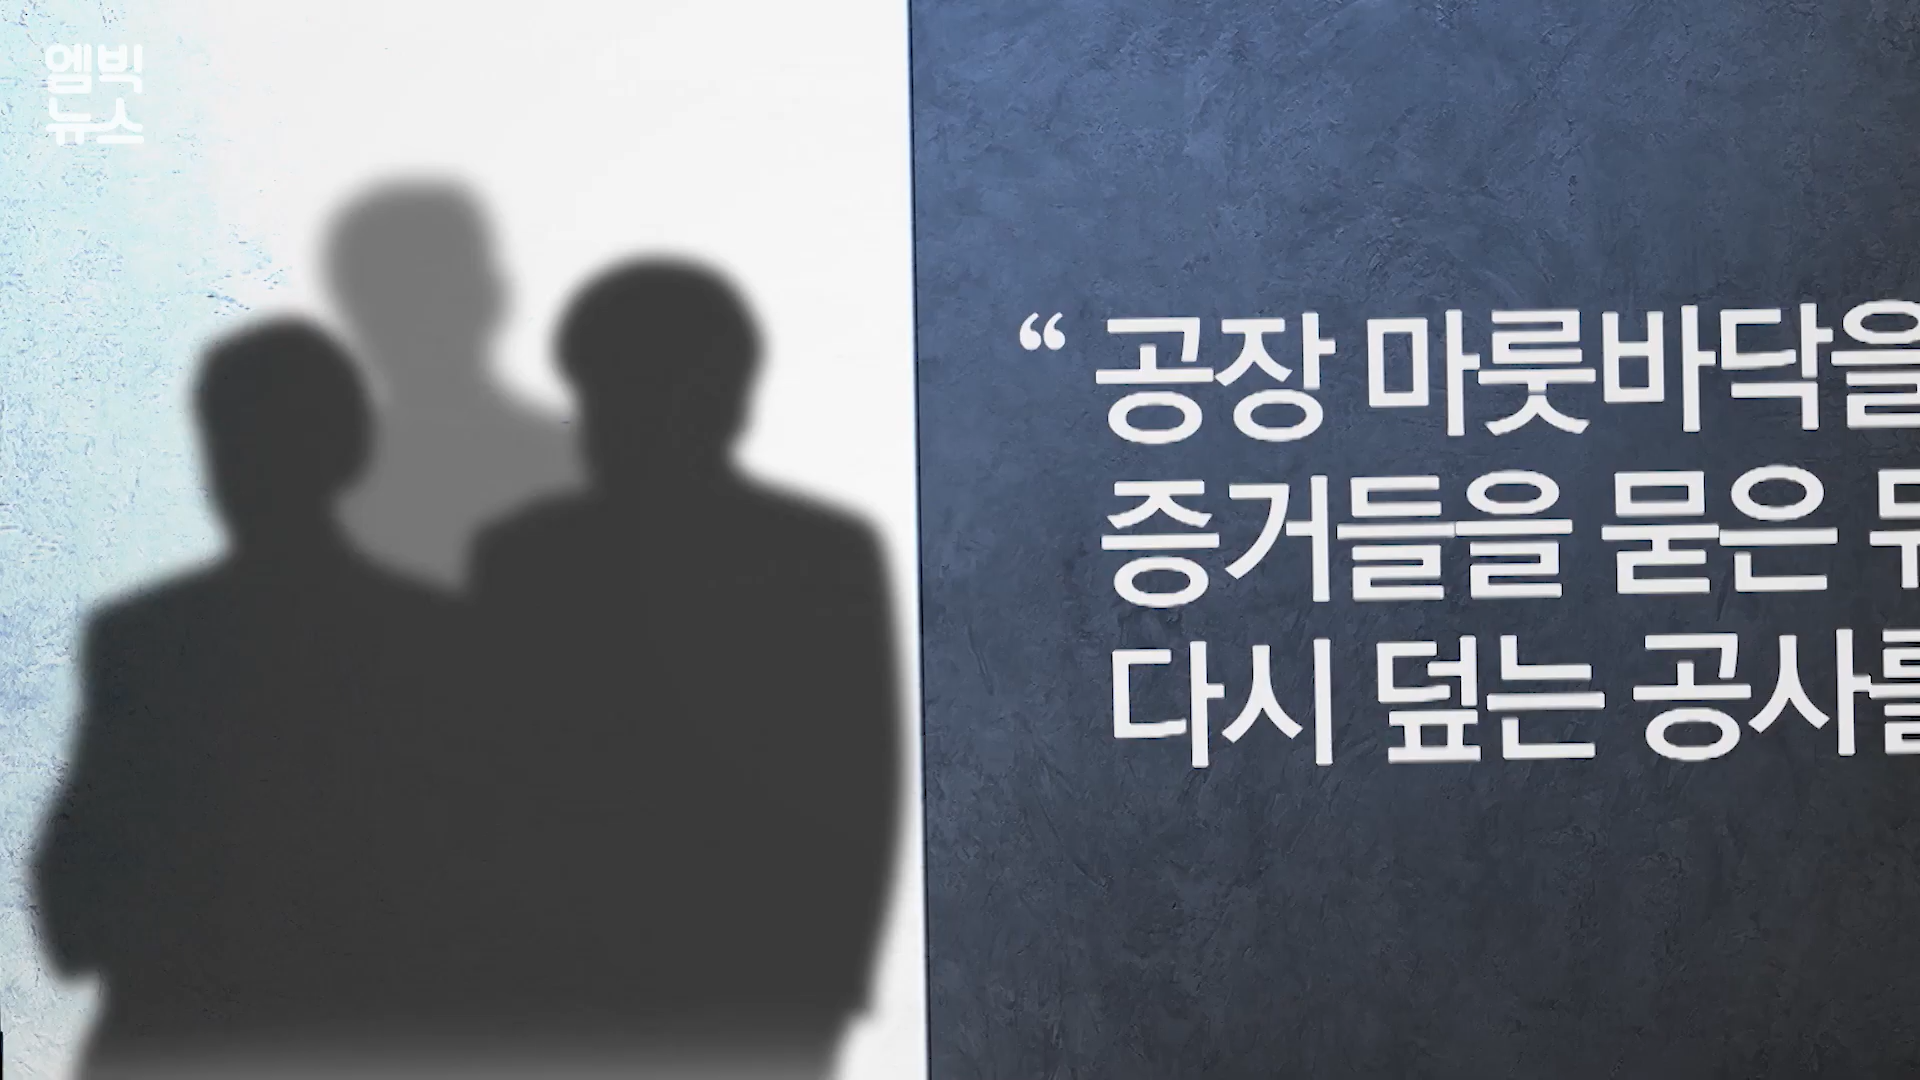 엠빅
뉴스
“ 공장 마룻바닥을
증거들을 묻은
다시 덮는 공사를